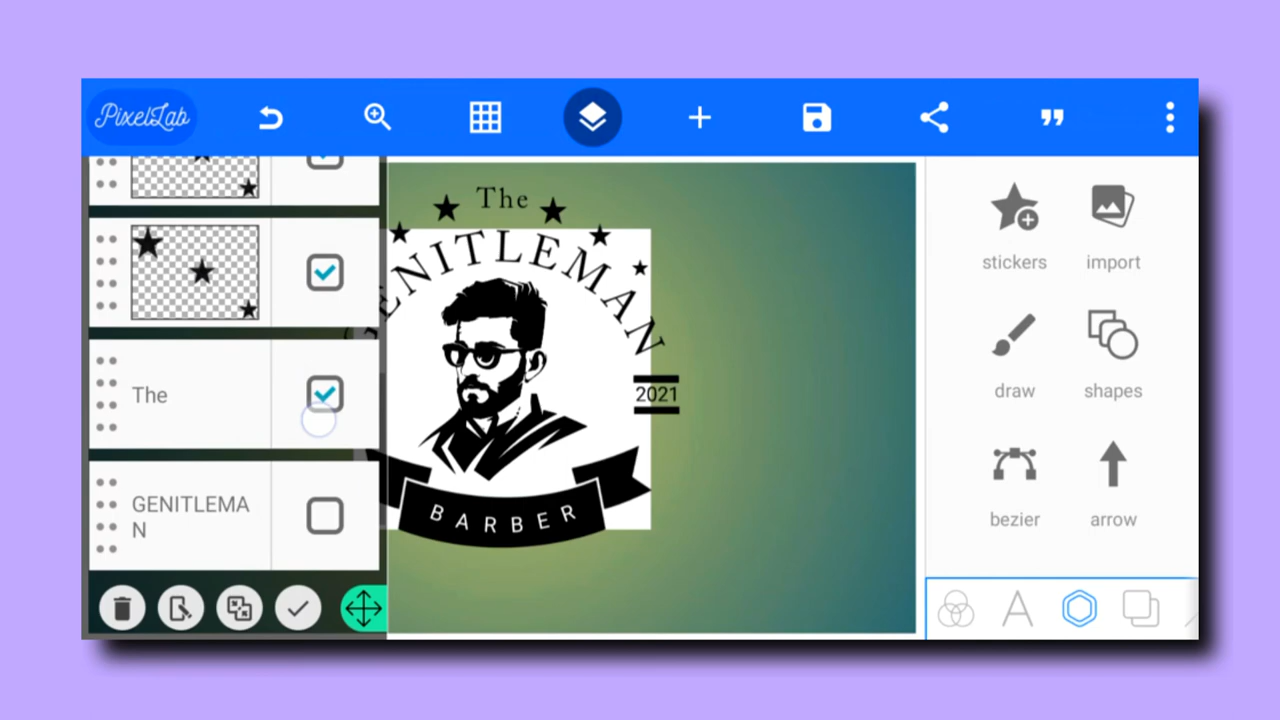 PixelLab
The
GENITLEMA
N
The
GENITLEMAN
2021
BARBER
stickers
import
draw
shapes
bezier
arrow